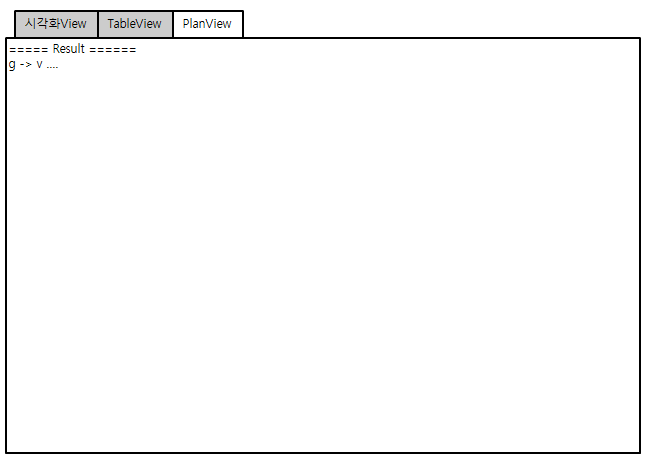 시각화View TableView PlanView
===== Result ======
g -> v ....